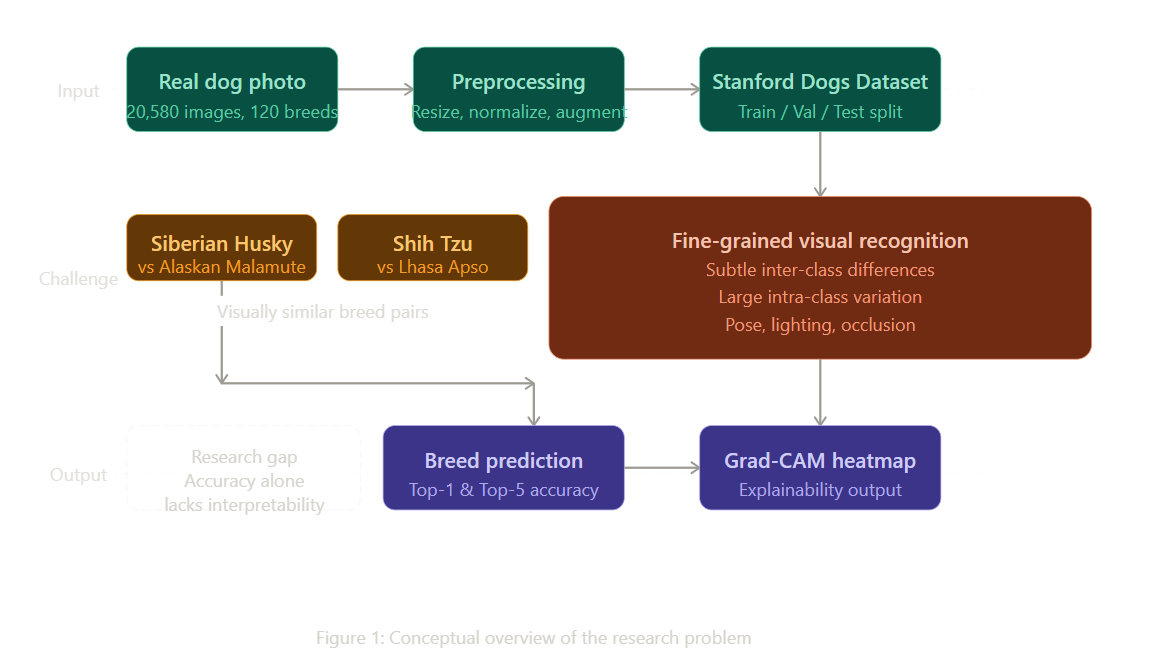 Input
Real dog photo
20,580 images, 120 breeds
Preprocessing
Resize, normalize, augment
Stanford Dogs Dataset
Train / Val / Test split
Challenge
Siberian Husky
vs Alaskan Malamute
Shih Tzu
vs Lhasa Apso
Visually similar breed pairs
Fine-grained visual recognition
Subtle inter-class differences
Large intra-class variation
Pose, lighting, occlusion
Output
Research gap
Accuracy alone
lacks interpretability
Breed prediction
Top-1 & Top-5 accuracy
Grad-CAM heatmap
Explainability output
Figure 1: Conceptual overview of the research problem